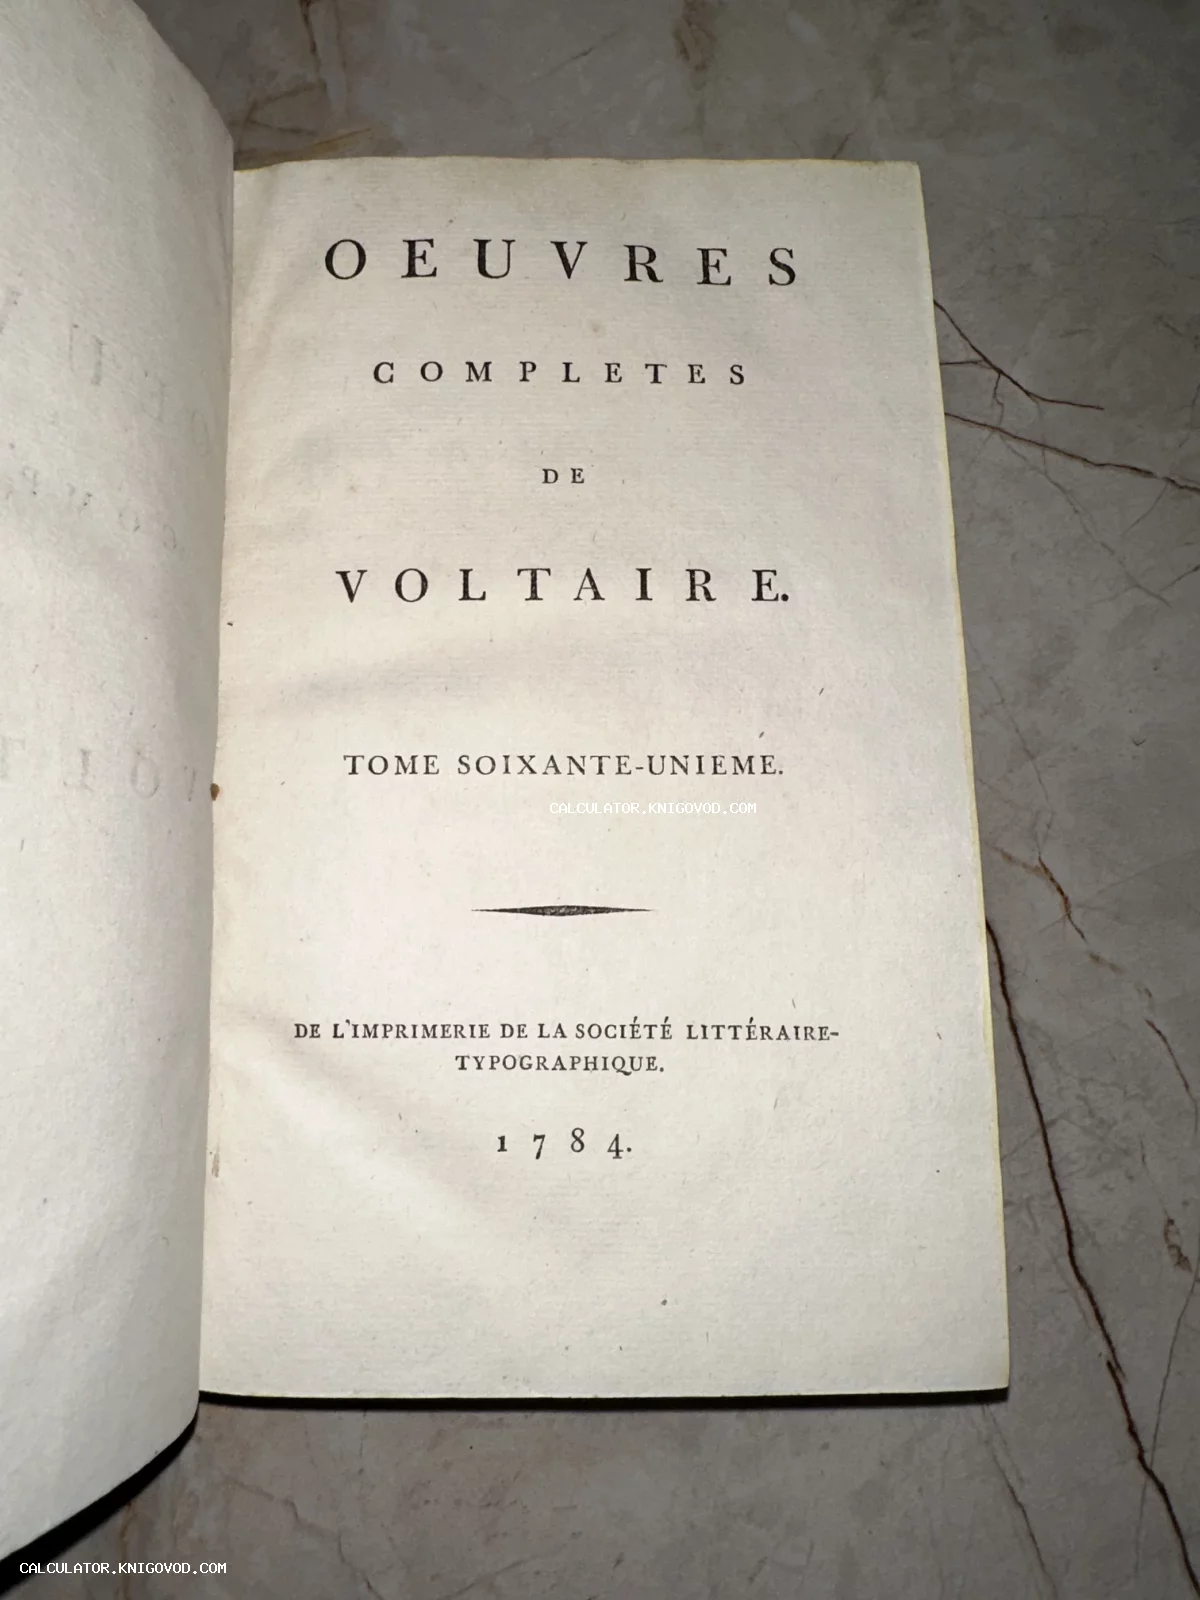 OEUVRES
COMPLETES
DE
VOLTAIRE.
TOME SOIXANTE-UNIEME.
CALCULATOR.KNIGOVOD.COM
DE L'IMPRIMERIE DE LA SOCIÉTÉ LITTÉRAIRE-
TYPOGRAPHIQUE.
1784.
CALCULATOR.KNIGOVOD.COM